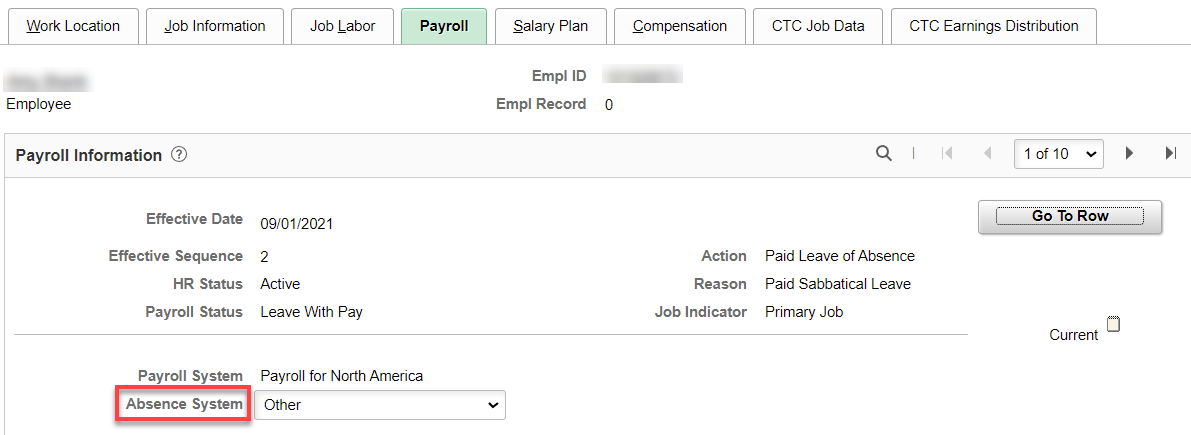 Work Location Job Information Job Labor Payroll Salary Plan Compensation CTC Job Data CTC Earnings Distribution
Empl ID
Employee Empl Record 0
Payroll Information ? 1 of 10
Effective Date 09/01/2021 Go To Row
Effective Sequence 2 Action Paid Leave of Absence
HR Status Active Reason Paid Sabbatical Leave
Payroll Status Leave With Pay Job Indicator Primary Job
Current
Payroll System Payroll for North America
Absence System Other